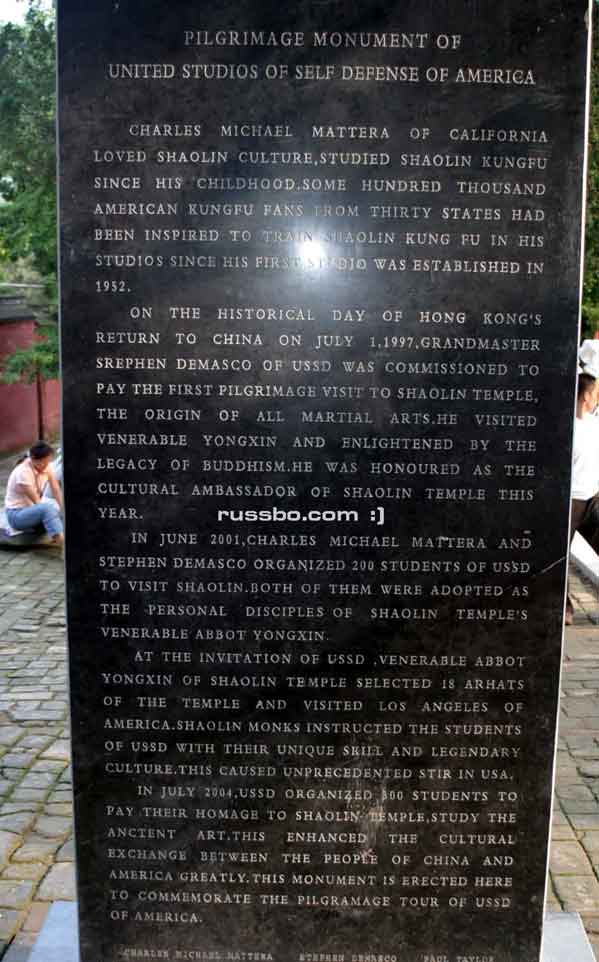 PILGRIMAGE MONUMENT OF
UNITED STUDIOS OF SELF DEFENSE OF AMERICA
CHARLES MICHAEL MATTERA OF CALIFORNIA
LOVED SHAOLIN CULTURE,STUDIED SHAOLIN KUNGFU
SINCE HIS CHILDHOOD.SOME HUNDRED THOUSAND
AMERICAN KUNGFU FANS FROM THIRTY STATES HAD
BEEN INSPIRED TO TRAIN SHAOLIN KUNG FU IN HIS
STUDIOS SINCE HIS FIRST STUDIO WAS ESTABLISHED IN
1952.
ON THE HISTORICAL DAY OF HONG KONG'S
RETURN TO CHINA ON JULY 1,1997,GRANDMASTER
SREPHEN DEMASCO OF USSD WAS COMMISSIONED TO
PAY THE FIRST PILGRIMAGE VISIT TO SHAOLIN TEMPLE,
THE ORIGIN OF ALL MARTIAL ARTS.HE VISITED
VENERABLE YONGXIN AND ENLIGHTENED BY THE
LEGACY OF BUDDHISM.HE WAS HONOURED AS THE
CULTURAL AMBASSADOR OF SHAOLIN TEMPLE THIS
YEAR.
russbo.com :]
IN JUNE 2001,CHARLES MICHAEL MATTERA AND
STEPHEN DEMASCO ORGANIZED 200 STUDENTS OF USSD
TO VISIT SHAOLIN.BOTH OF THEM WERE ADOPTED AS
THE PERSONAL DISCIPLES OF SHAOLIN TEMPLE'S
VENERABLE ABBOT YONGXIN.
AT THE INVITATION OF USSD ,VENERABLE ABBOT
YONGXIN OF SHAOLIN TEMPLE SELECTED 18 ARHATS
OF THE TEMPLE AND VISITED LOS ANGELES OF
AMERICA.SHAOLIN MONKS INSTRUCTED THE STUDENTS
OF USSD WITH THEIR UNIQUE SKILL AND LEGENDARY
CULTURE.THIS CAUSED UNPRECEDENTED STIR IN USA.
IN JULY 2004,USSD ORGANIZED 300 STUDENTS TO
PAY THEIR HOMAGE TO SHAOLIN TEMPLE,STUDY THE
ANCIENT ART,THIS ENHANCED THE CULTURAL
EXCHANGE BETWEEN THE PEOPLE OF CHINA AND
AMERICA GREATLY.THIS MONUMENT IS ERECTED HERE
TO COMMEMORATE THE PILGRAMAGE TOUR OF USSD
OF AMERICA.
CHARLES MICHAEL MATTERA STEPHEN DEMASCO PAUL TAYLOR